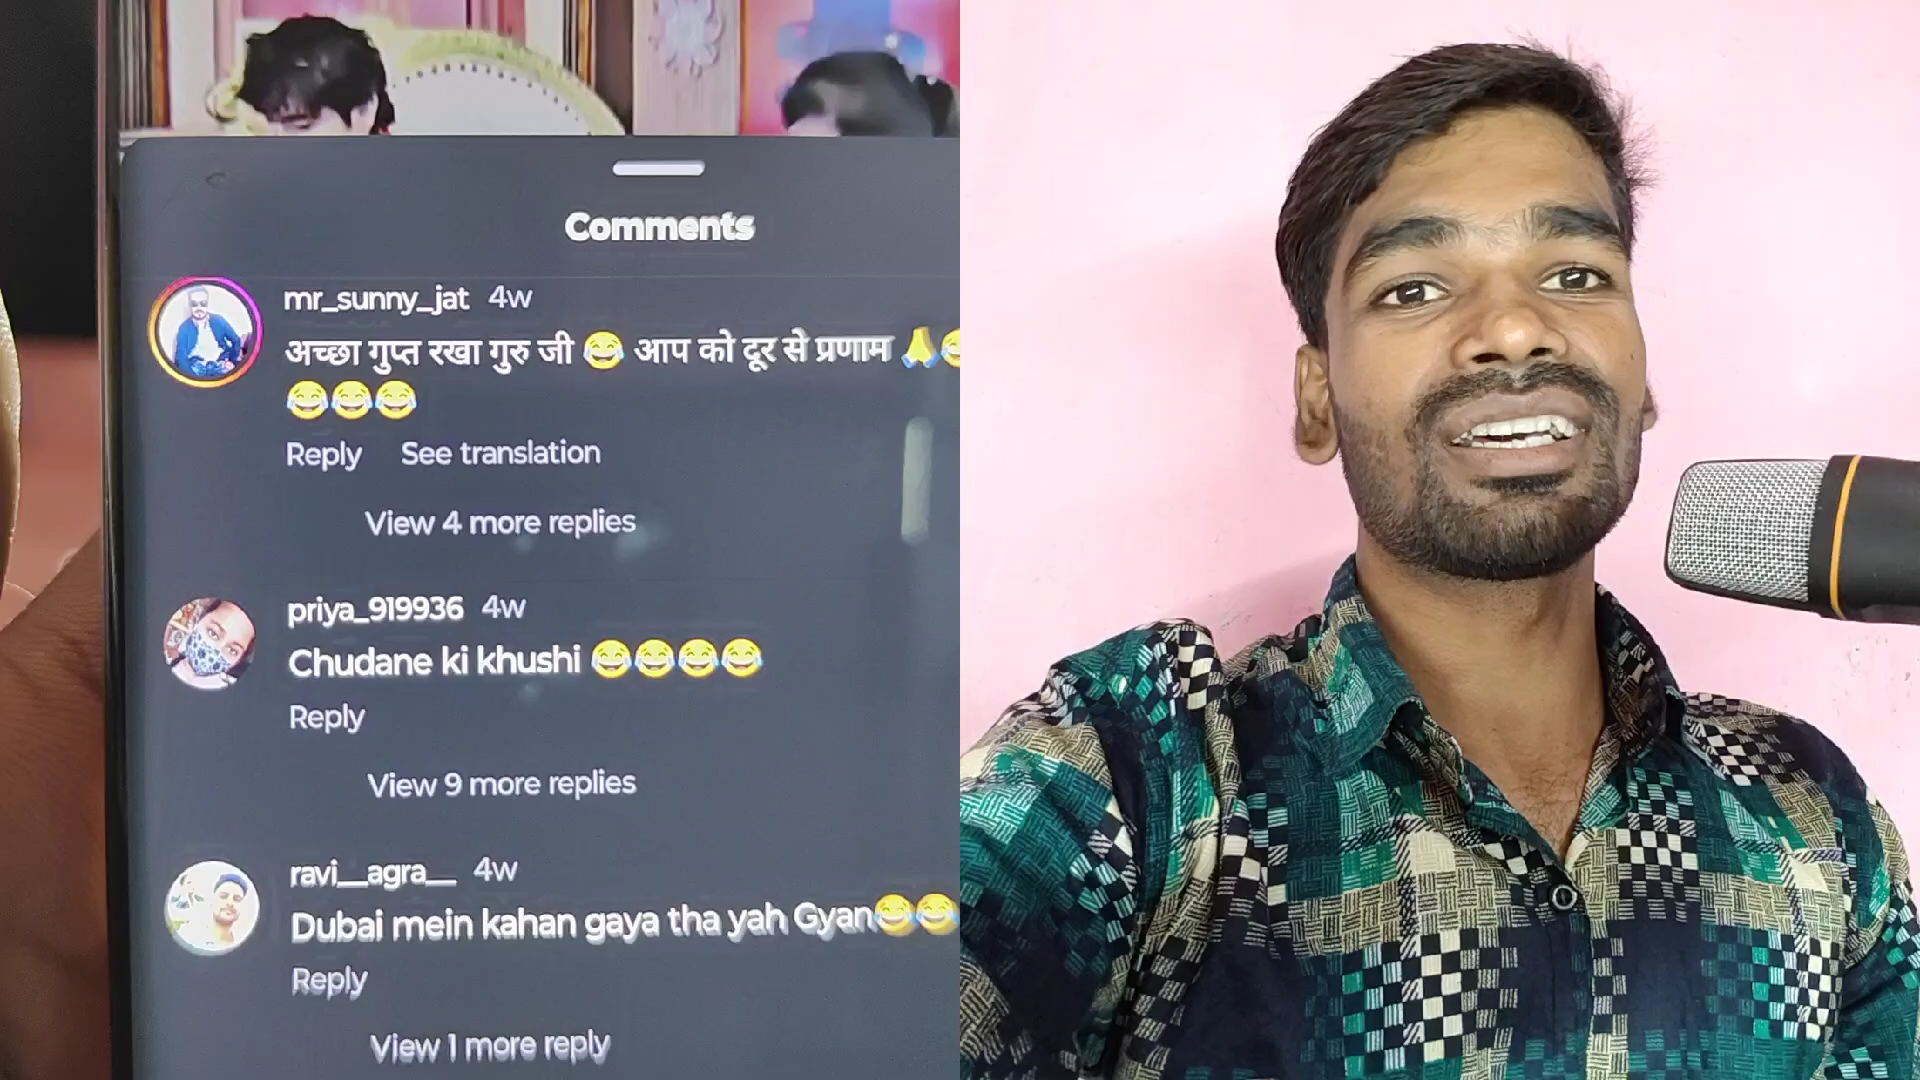 Comments
mr_sunny_jat 4w
अच्छा गुप्त रखा गुरु जी 😂 आप को दूर से प्रणाम 🙏😂
😂😂😂
Reply See translation
View 4 more replies
priya_919936 4w
Chudane ki khushi 😂😂😂😂
Reply
View 9 more replies
ravi__agra__ 4w
Dubai mein kahan gaya tha yah Gyan😂😂
Reply
View 1 more reply